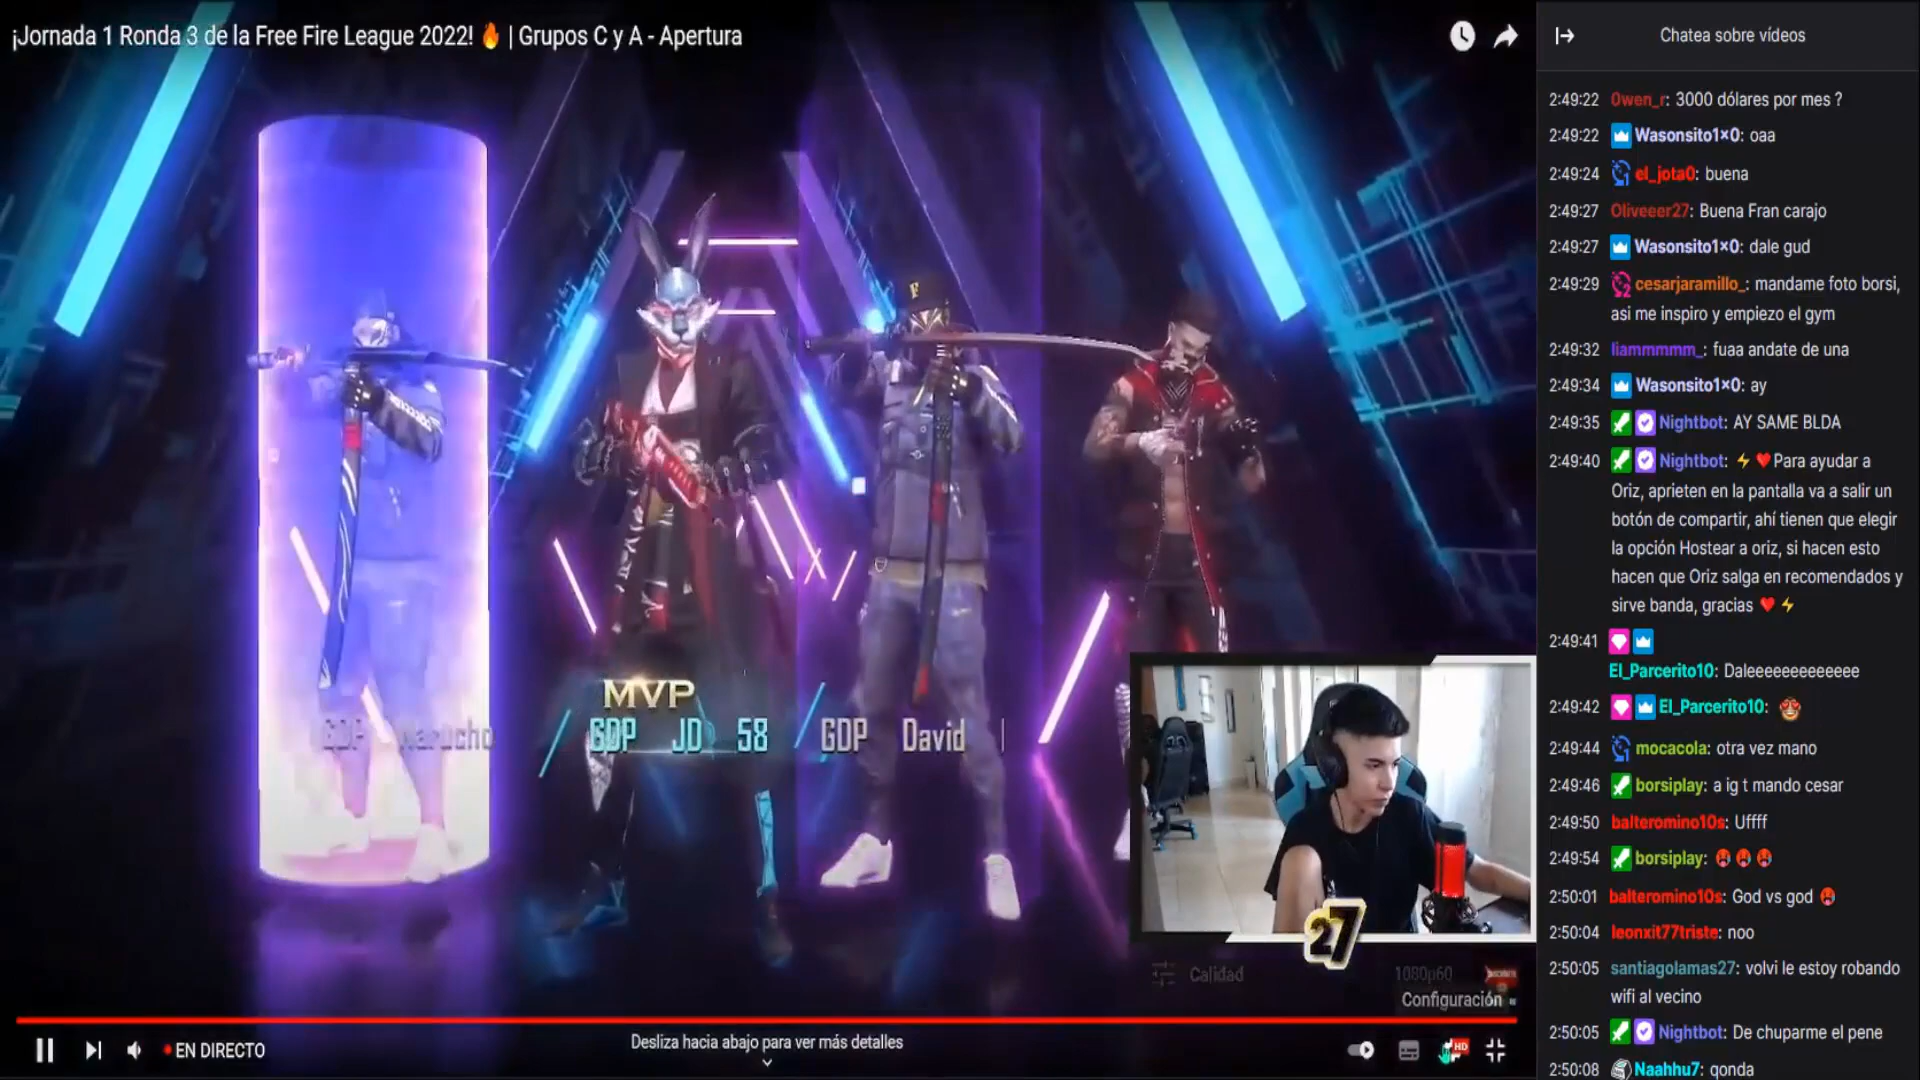 ¡Jornada 1 Ronda 3 de la Free Fire League 2022! 🔥 | Grupos C y A - Apertura
MVP
GDP Narucho
GDP JD 58
GDP David
27
Calidad 1080p60
Configuración
Desliza hacia abajo para ver más detalles
EN DIRECTO
HD
Chatea sobre vídeos
2:49:22 0wen_r: 3000 dólares por mes ?
2:49:22 Wasonsito1×0: oaa
2:49:24 el_jota0: buena
2:49:27 Oliveeer27: Buena Fran carajo
2:49:27 Wasonsito1×0: dale gud
2:49:29 cesarjaramillo_: mandame foto borsi,
asi me inspiro y empiezo el gym
2:49:32 liammmmm_: fuaa andate de una
2:49:34 Wasonsito1×0: ay
2:49:35 Nightbot: AY SAME BLDA
2:49:40 Nightbot: ⚡❤Para ayudar a
Oriz, aprieten en la pantalla va a salir un
botón de compartir, ahí tienen que elegir
la opción Hostear a oriz, si hacen esto
hacen que Oriz salga en recomendados y
sirve banda, gracias ❤⚡
2:49:41
El_Parcerito10: Daleeeeeeeeeeeee
2:49:42 El_Parcerito10:
2:49:44 mocacola: otra vez mano
2:49:46 borsiplay: a ig t mando cesar
2:49:50 balteromino10s: Uffff
2:49:54 borsiplay: 🥵🥵🥵
2:50:01 balteromino10s: God vs god 🥵
2:50:04 leonxit77triste: noo
2:50:05 santiagolamas27: volvi le estoy robando
wifi al vecino
2:50:05 Nightbot: De chuparme el pene
2:50:08 Naahhu7: qonda